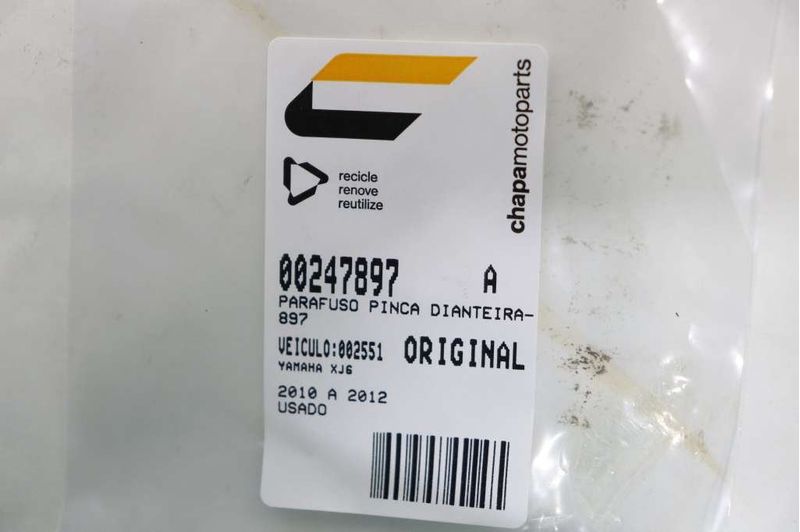 chapamotoparts
recicle
renove
reutilize
00247897 A
PARAFUSO PINCA DIANTEIRA-
897
VEICULO:002551 ORIGINAL
YAMAHA XJ6
2010 A 2012
USADO